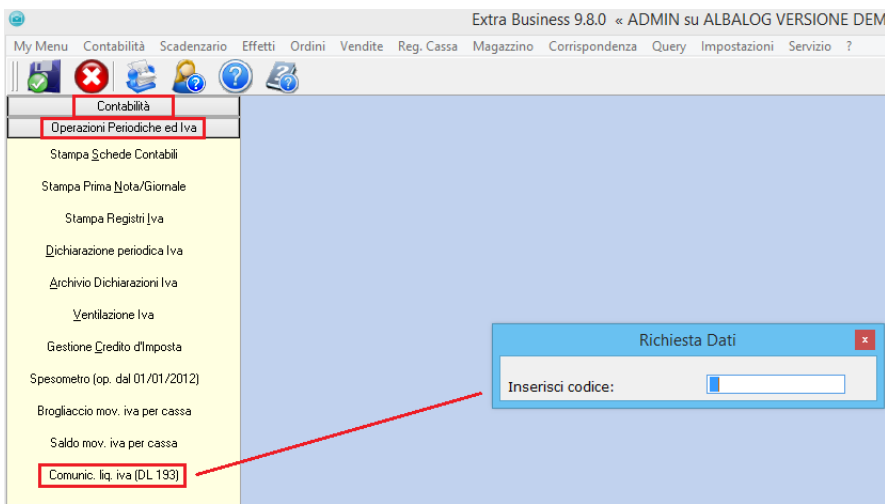 Extra Business 9.8.0 « ADMIN su ALBALOG VERSIONE DEM
My Menu Contabilità Scadenzario Effetti Ordini Vendite Reg. Cassa Magazzino Corrispondenza Query Impostazioni Servizio ?
Contabilità
Operazioni Periodiche ed Iva
Stampa Schede Contabili
Stampa Prima Nota/Giornale
Stampa Registri Iva
Dichiarazione periodica Iva
Archivio Dichiarazioni Iva
Ventilazione Iva
Gestione Credito d'Imposta
Spesometro (op. dal 01/01/2012)
Brogliaccio mov. iva per cassa
Saldo mov. iva per cassa
Comunic. liq. iva (DL 193)
Richiesta Dati
x
Inserisci codice: